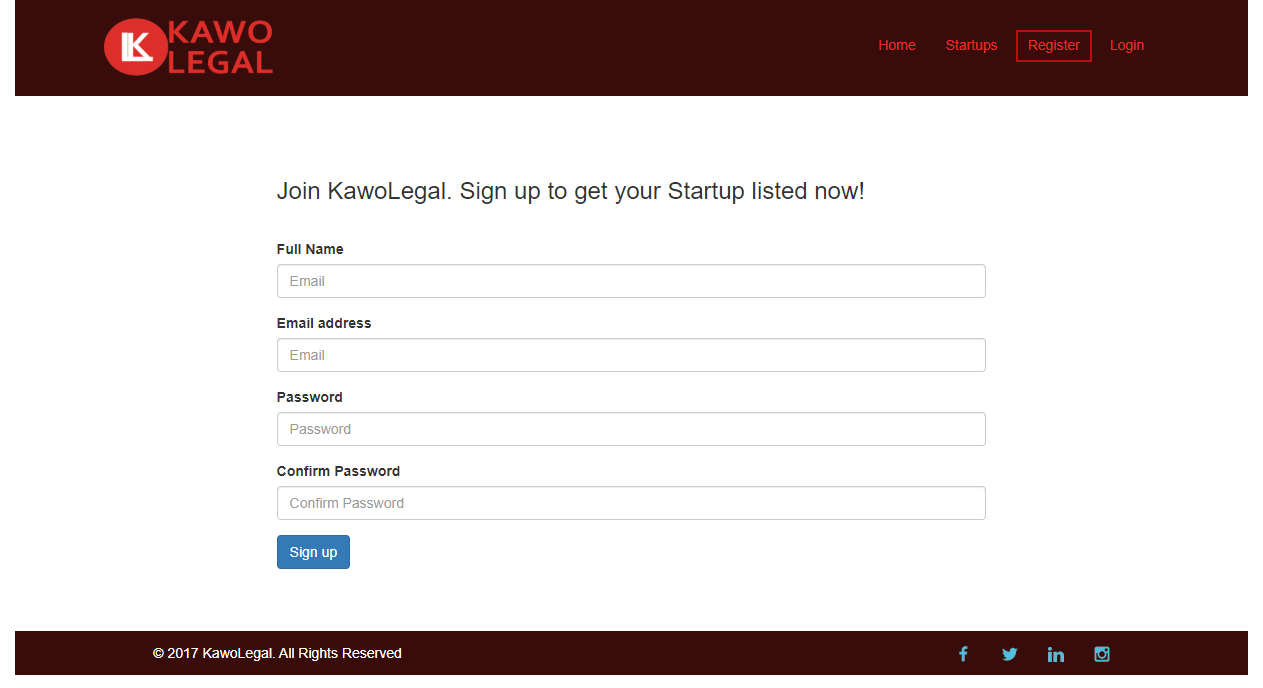 KAWO
LEGAL
Home Startups Register Login
Join KawoLegal. Sign up to get your Startup listed now!
Full Name
Email
Email address
Email
Password
Password
Confirm Password
Confirm Password
Sign up
© 2017 KawoLegal. All Rights Reserved